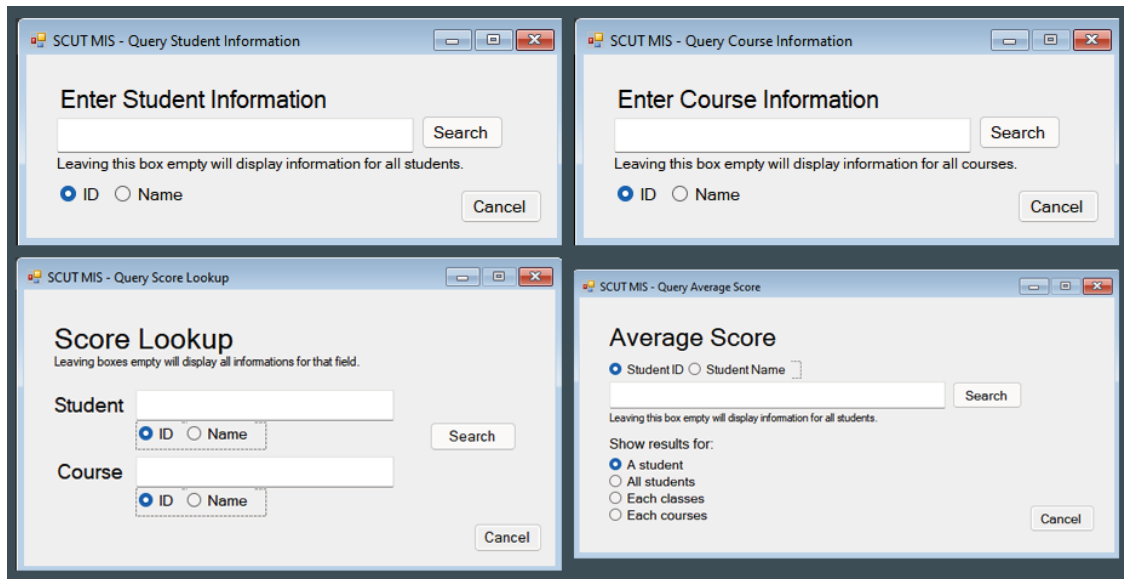 SCUT MIS - Query Student Information
Enter Student Information
Search
Leaving this box empty will display information for all students.
ID Name
Cancel
SCUT MIS - Query Course Information
Enter Course Information
Search
Leaving this box empty will display information for all courses.
ID Name
Cancel
SCUT MIS - Query Score Lookup
Score Lookup
Leaving boxes empty will display all informations for that field.
Student
ID Name
Search
Course
ID Name
Cancel
SCUT MIS - Query Average Score
Average Score
Student ID Student Name
Search
Leaving this box empty will display information for all students.
Show results for:
A student
All students
Each classes
Each courses
Cancel